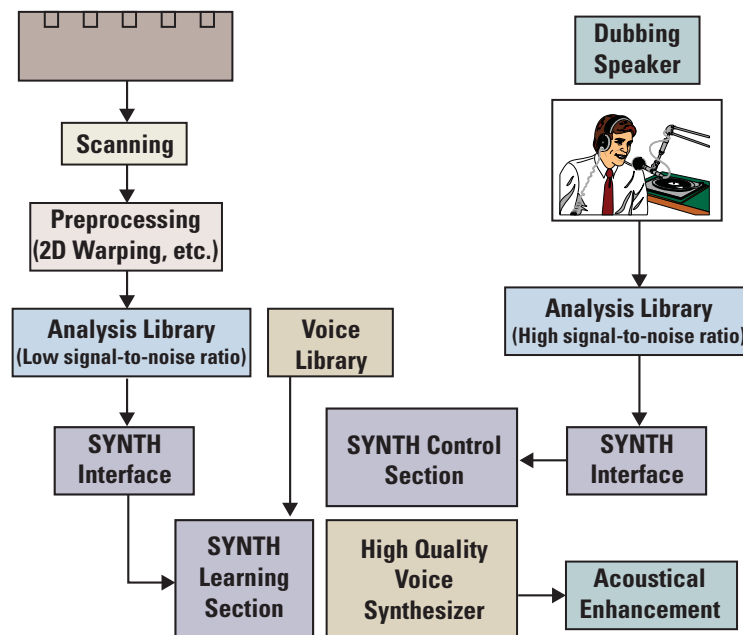 Dubbing
Speaker
Scanning
Preprocessing
(2D Warping, etc.)
Analysis Library
(Low signal-to-noise ratio)
Voice
Library
Analysis Library
(High signal-to-noise ratio)
SYNTH
Interface
SYNTH Control
Section
SYNTH
Interface
SYNTH
Learning
Section
High Quality
Voice
Synthesizer
Acoustical
Enhancement